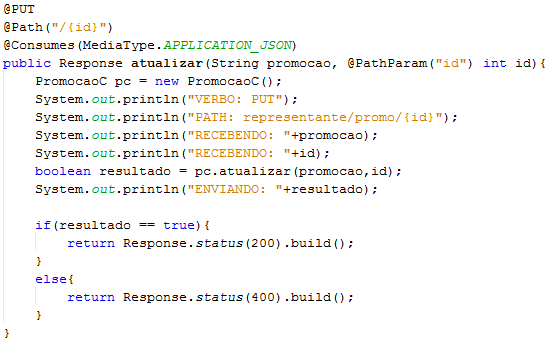 @PUT
@Path("/{id}")
@Consumes(MediaType.APPLICATION_JSON)
public Response atualizar(String promocao, @PathParam("id") int id){
    PromocaoC pc = new PromocaoC();
    System.out.println("VERBO: PUT");
    System.out.println("PATH: representante/promo/{id}");
    System.out.println("RECEBENDO: "+promocao);
    System.out.println("RECEBENDO: "+id);
    boolean resultado = pc.atualizar(promocao,id);
    System.out.println("ENVIANDO: "+resultado);

    if(resultado == true){
        return Response.status(200).build();
    }
    else{
        return Response.status(400).build();
    }
}